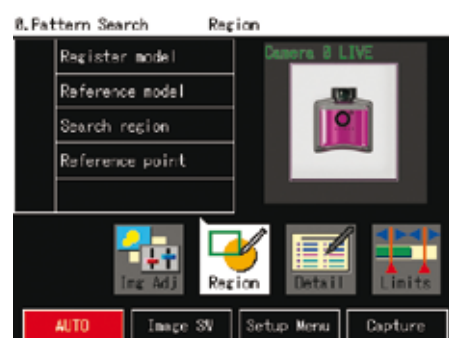 0.Pattern Search Region
Register model
Camera 0 LIVE
Reference model
Search region
Reference point
Img Adj
Region
Detail
Limits
AUTO
Image SW
Setup Menu
Capture